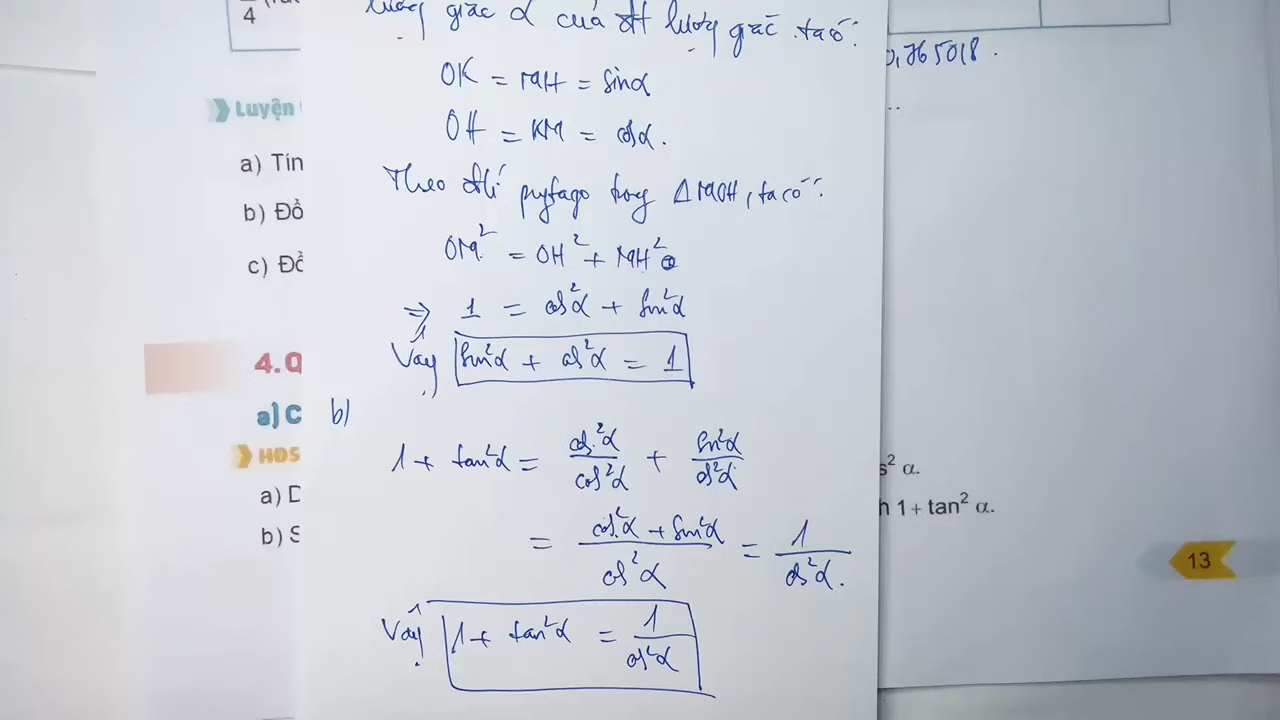 4
lượng giác α của đt lượng giác. ta có:
0,765018.
OK = MH = sinα
Luyện
OH = KM = cosα.
a) Tín
Theo đlí pytago trong ΔMOH, ta có:
b) Đồ
OM² = OH² + MH²
c) Đồ
⇒ 1 = cos²α + sin²α
Vậy sin²α + cos²α = 1
4. Q
a) C
b)
HĐ5
1 + tan²α = cos²α/cos²α + sin²α/cos²α
s² α.
a) D
h 1 + tan² α.
b) S
= (cos²α + sin²α)/cos²α = 1/cos²α.
13
Vậy 1 + tan²α = 1/cos²α